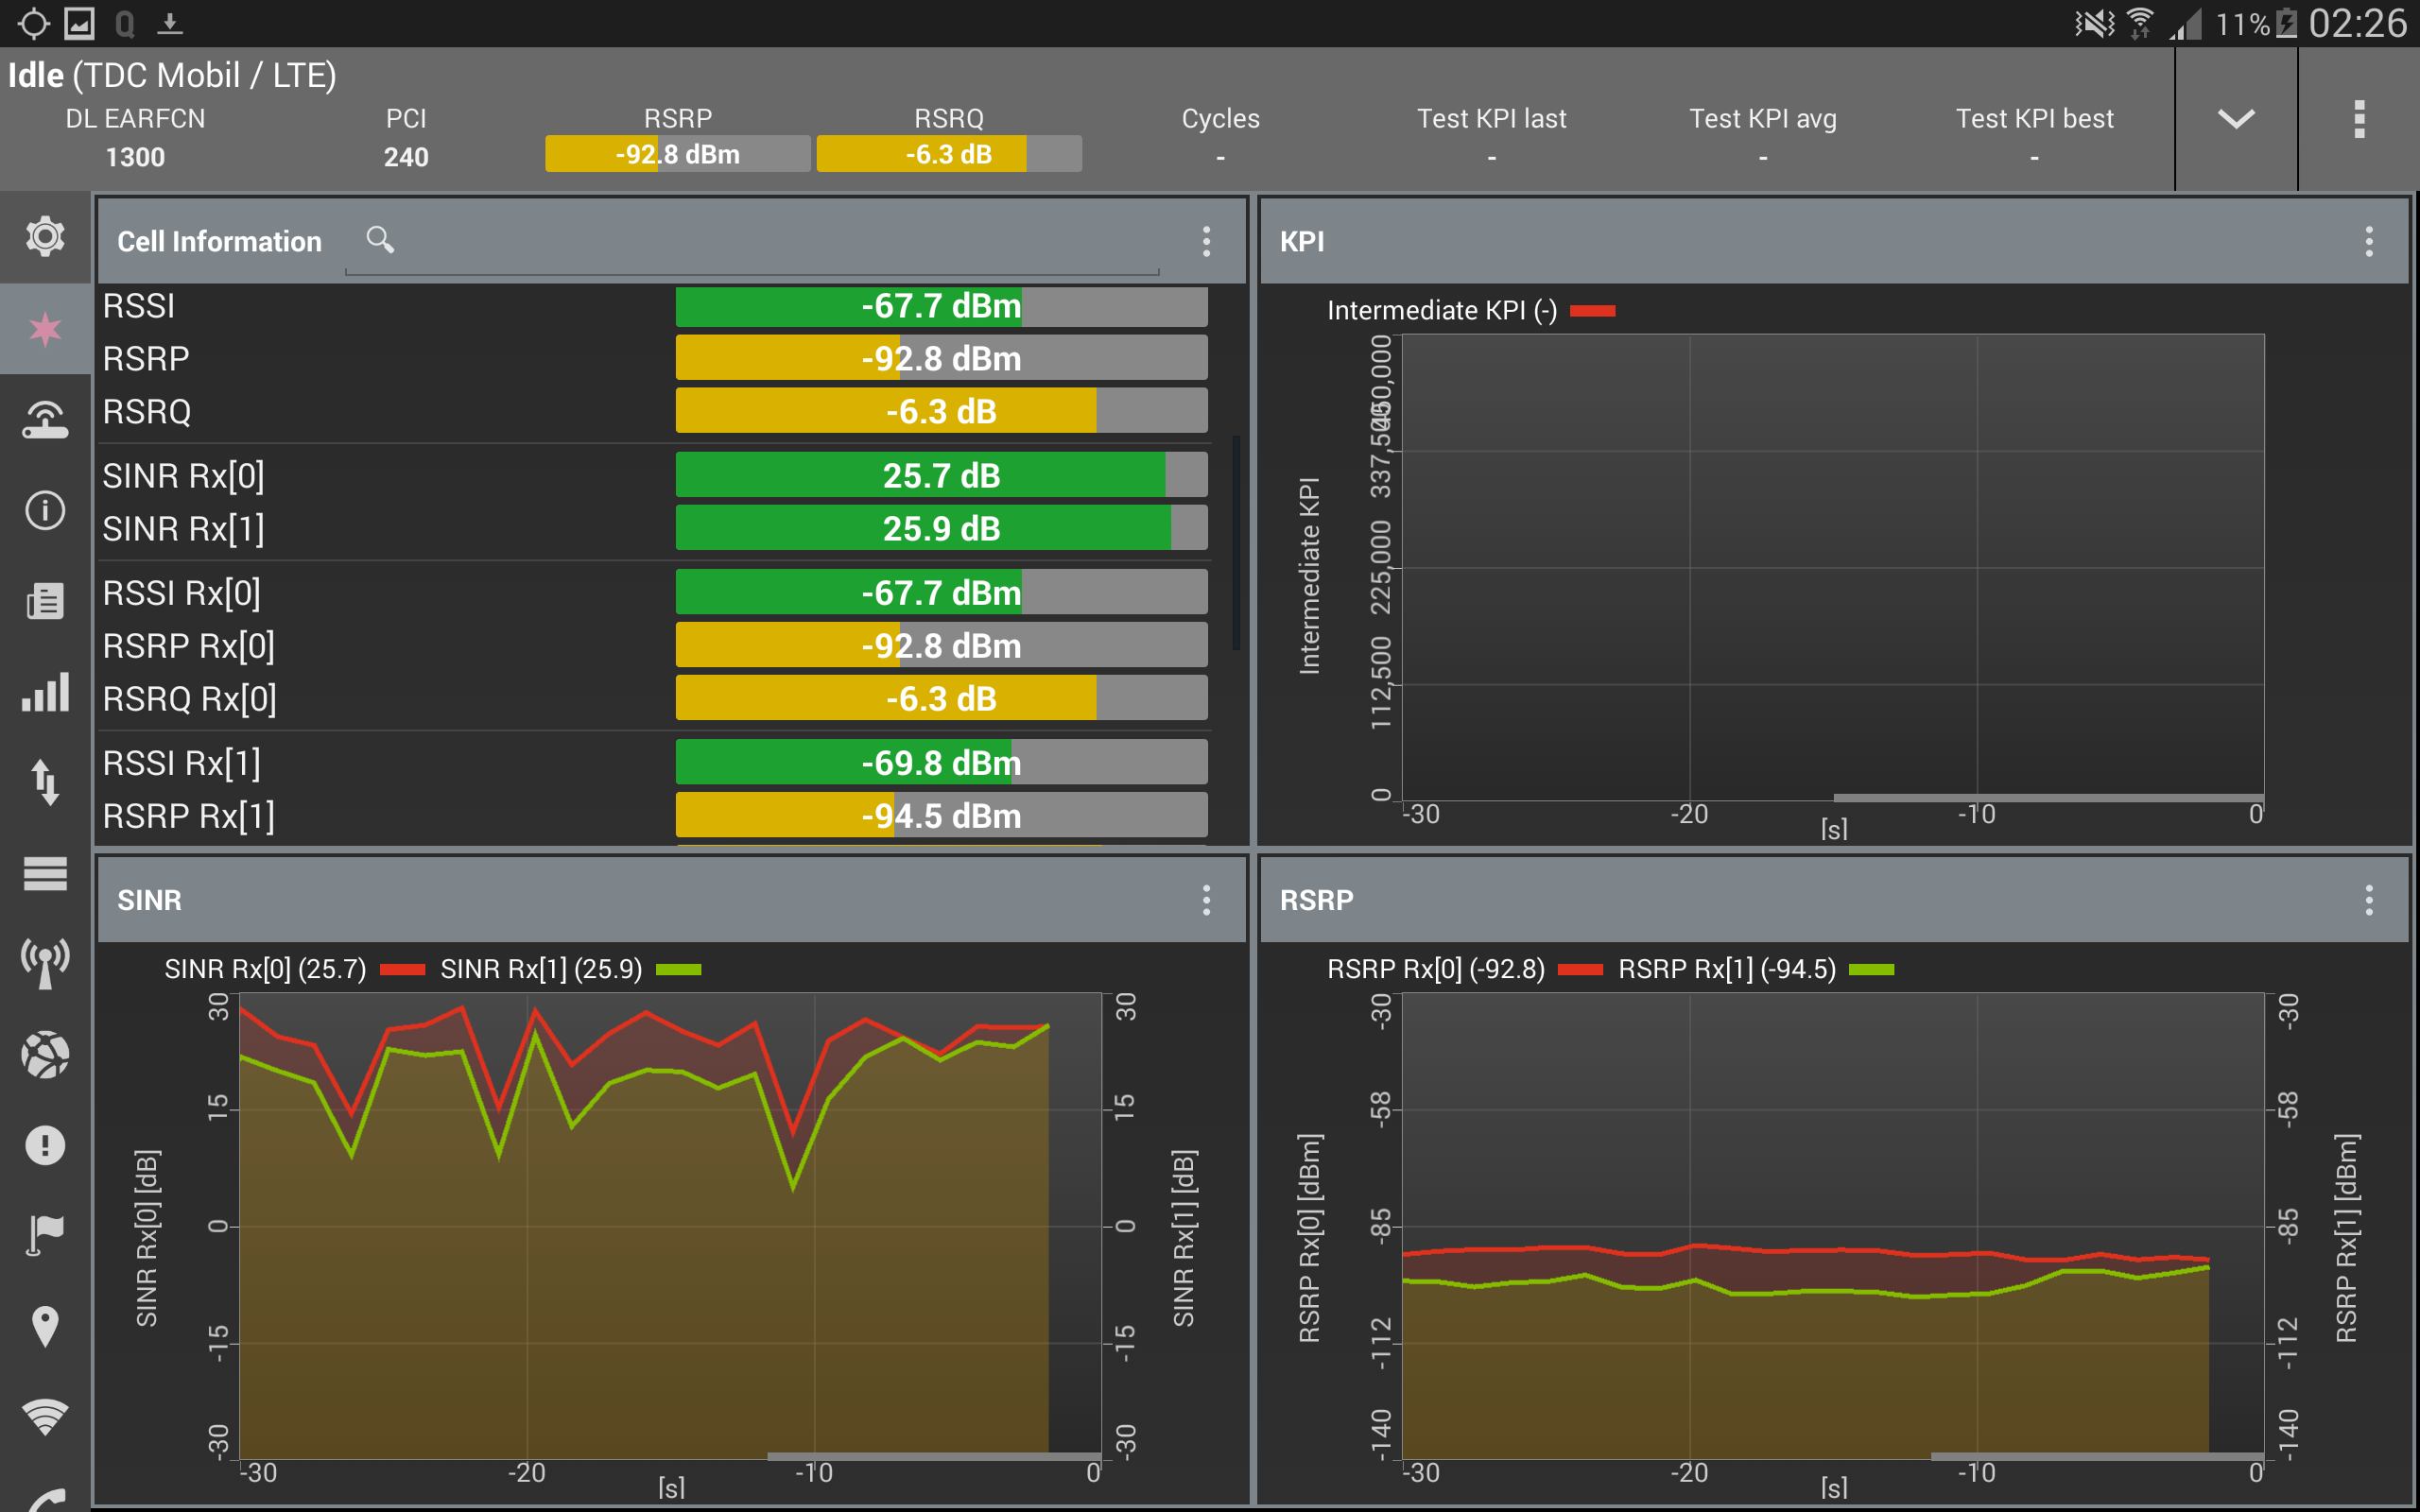 11% 02:26
Idle (TDC Mobil / LTE)
DL EARFCN PCI RSRP RSRQ Cycles Test KPI last Test KPI avg Test KPI best
1300 240 -92.8 dBm -6.3 dB - - - -
Cell Information
RSSI -67.7 dBm
RSRP -92.8 dBm
RSRQ -6.3 dB
SINR Rx[0] 25.7 dB
SINR Rx[1] 25.9 dB
RSSI Rx[0] -67.7 dBm
RSRP Rx[0] -92.8 dBm
RSRQ Rx[0] -6.3 dB
RSSI Rx[1] -69.8 dBm
RSRP Rx[1] -94.5 dBm
KPI
Intermediate KPI (-)
Intermediate KPI
450,000
337,500
225,000
112,500
0
-30 -20 -10 0
[s]
SINR
SINR Rx[0] (25.7) SINR Rx[1] (25.9)
SINR Rx[0] [dB]
30 30
15 15
0 0
-15 -15
-30 -30
SINR Rx[1] [dB]
-30 -20 -10 0
[s]
RSRP
RSRP Rx[0] (-92.8) RSRP Rx[1] (-94.5)
RSRP Rx[0] [dBm]
-30 -30
-58 -58
-85 -85
-112 -112
-140 -140
RSRP Rx[1] [dBm]
-30 -20 -10 0
[s]